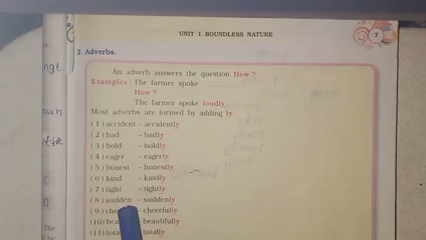 UNIT 1 BOUNDLESS NATURE
7
2. Adverbs.
An adverb answers the question How ?
Examples : The farmer spoke
How ?
The farmer spoke loudly.
Most adverbs are formed by adding ly.
(1) accident - accidently
(2) bad - badly
(3) bold - boldly
(4) eager - eagerly
(5) honest - honestly
(6) kind - kindly
(7) tight - tightly
(8) sudden - suddenly
(9) - cheerfully
(10) - beautifully
(11) - totally